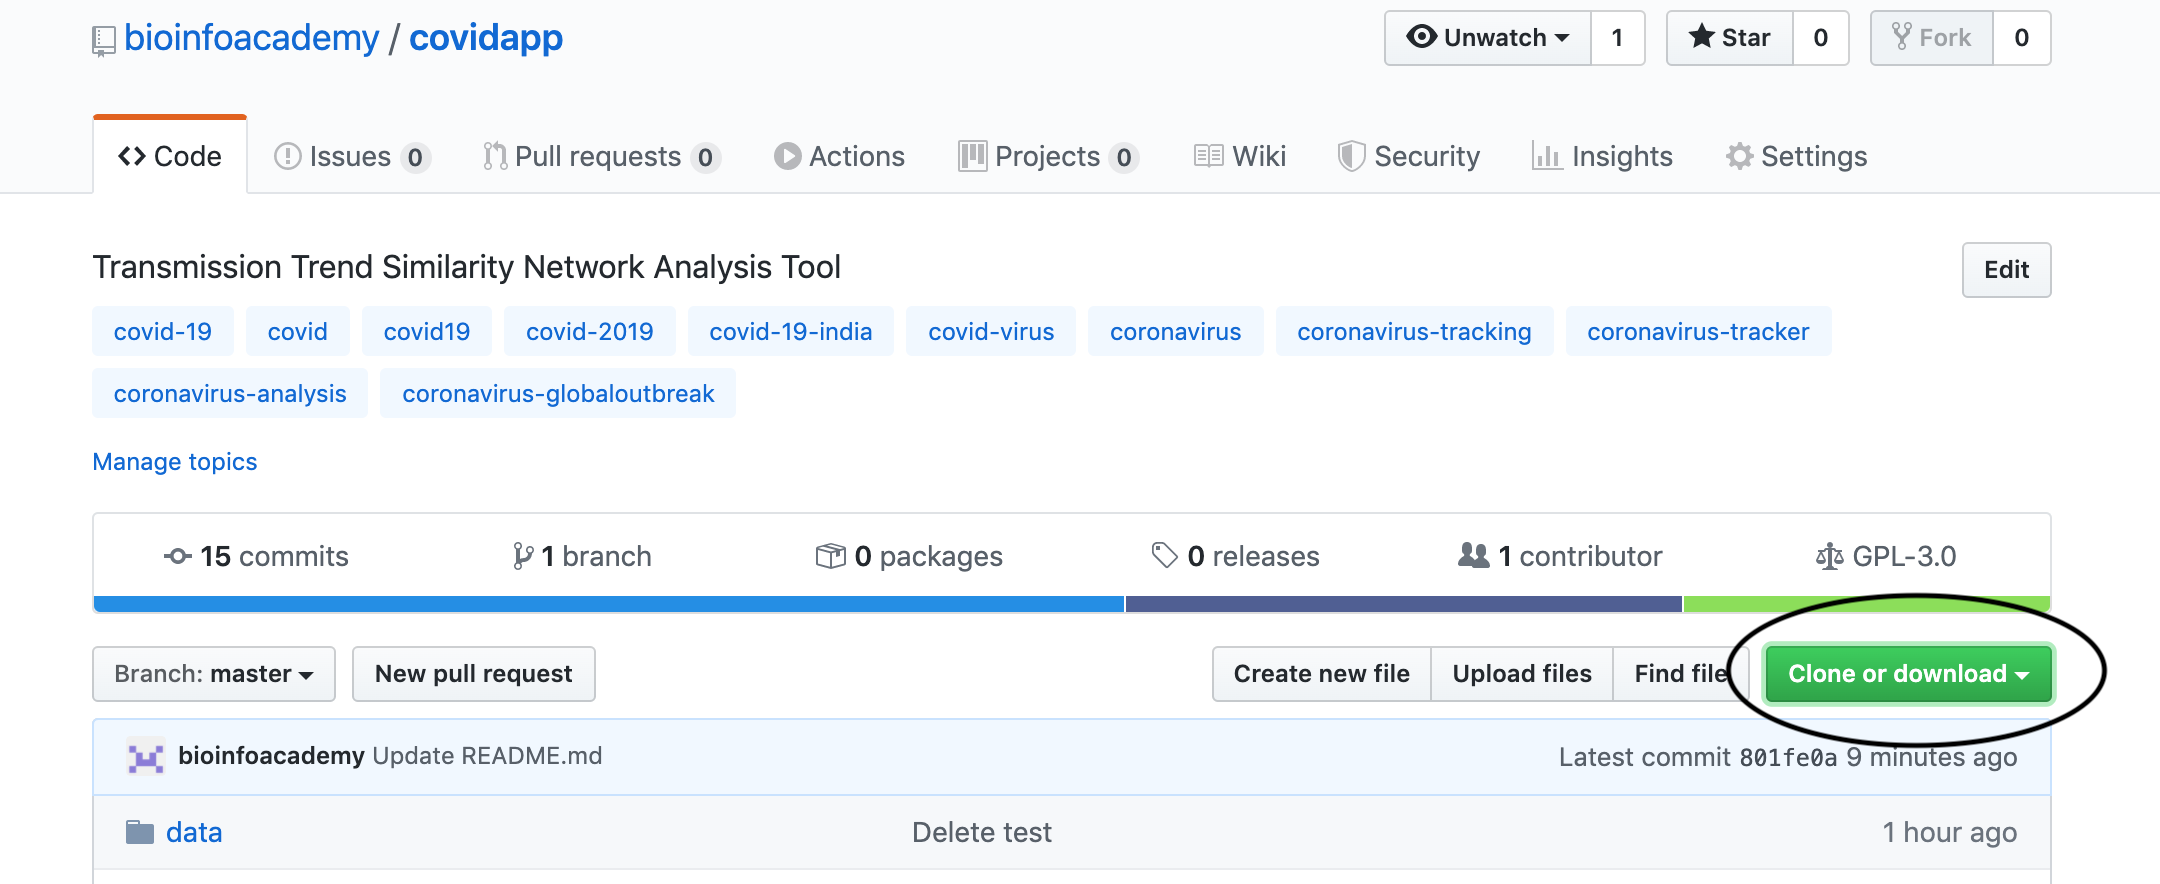 bioinfoacademy / covidapp
Unwatch 1 Star 0 Fork 0
Code Issues 0 Pull requests 0 Actions Projects 0 Wiki Security Insights Settings
Transmission Trend Similarity Network Analysis Tool
Edit
covid-19 covid covid19 covid-2019 covid-19-india covid-virus coronavirus coronavirus-tracking coronavirus-tracker
coronavirus-analysis coronavirus-globaloutbreak
Manage topics
15 commits 1 branch 0 packages 0 releases 1 contributor GPL-3.0
Branch: master New pull request Create new file Upload files Find file Clone or download
bioinfoacademy Update README.md Latest commit 801fe0a 9 minutes ago
data Delete test 1 hour ago